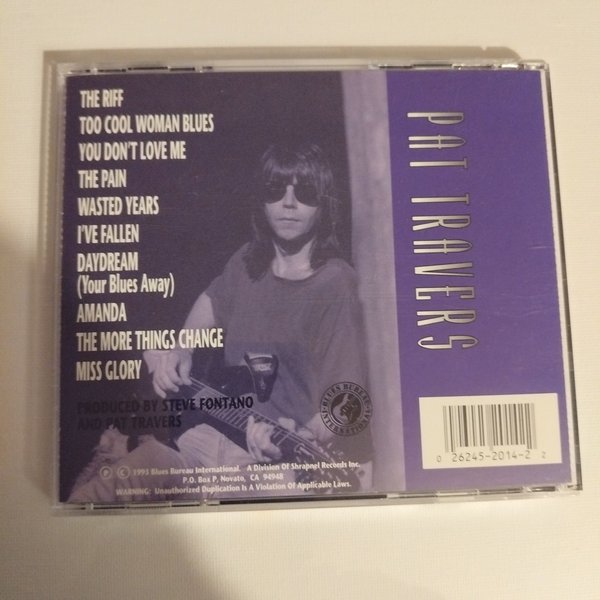 THE RIFF
TOO COOL WOMAN BLUES
YOU DON'T LOVE ME
THE PAIN
WASTED YEARS
I'VE FALLEN
DAYDREAM
(Your Blues Away)
AMANDA
THE MORE THINGS CHANGE
MISS GLORY
PRODUCED BY STEVE FONTANO
AND PAT TRAVERS
BLUES BUREAU
INTERNATIONAL
Ⓟ © 1993 Blues Bureau International. A Division Of Shrapnel Records Inc.
P.O. Box P, Novato, CA 94948
WARNING: Unauthorized Duplication Is A Violation Of Applicable Laws.
PAT TRAVERS
0 26245-2014-2 2